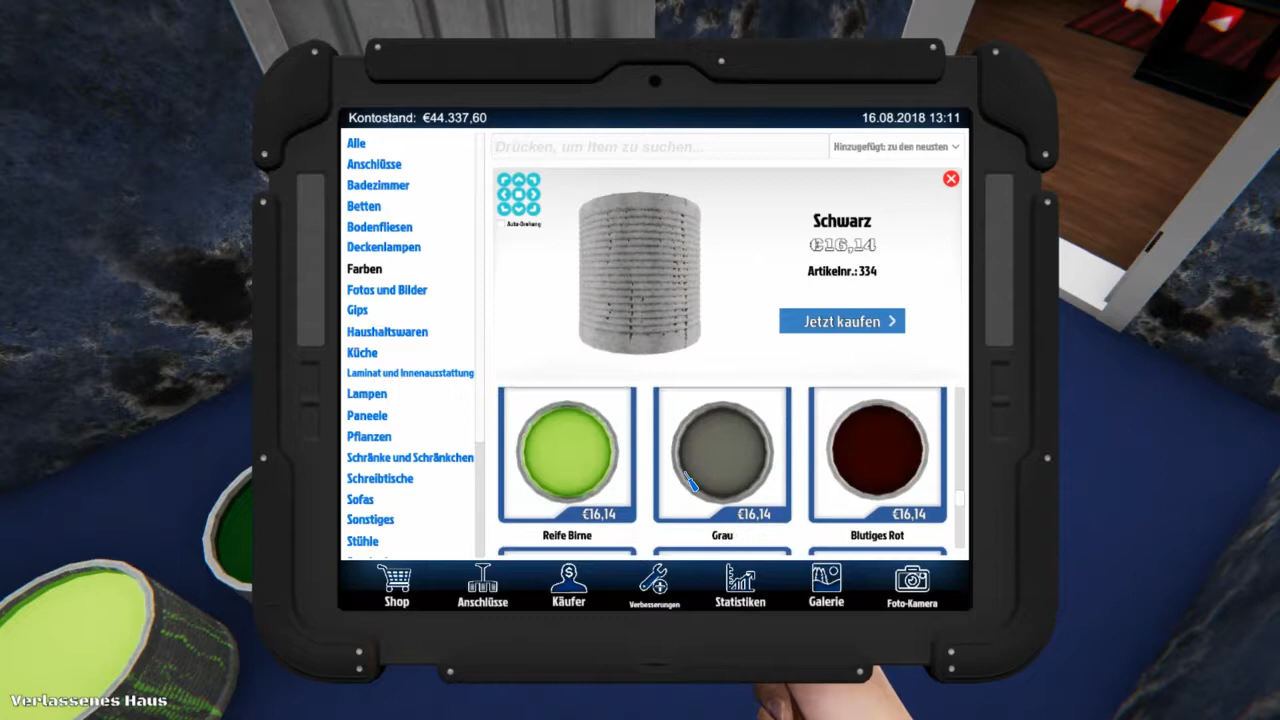 Kontostand: €44.337,60
16.08.2018 13:11
Alle
Anschlüsse
Badezimmer
Betten
Bodenfliesen
Deckenlampen
Farben
Fotos und Bilder
Gips
Haushaltswaren
Küche
Laminat und Innenausstattung
Lampen
Paneele
Pflanzen
Schränke und Schränkchen
Schreibtische
Sofas
Sonstiges
Stühle
Drücken, um Item zu suchen...
Hinzugefügt: zu den neusten
Auto-Drehung
Schwarz
€16,14
Artikelnr.: 334
Jetzt kaufen
€16,14
€16,14
€16,14
Reife Birne
Grau
Blutiges Rot
Shop
Anschlüsse
Käufer
Verbesserungen
Statistiken
Galerie
Foto-Kamera
Verlassenes Haus